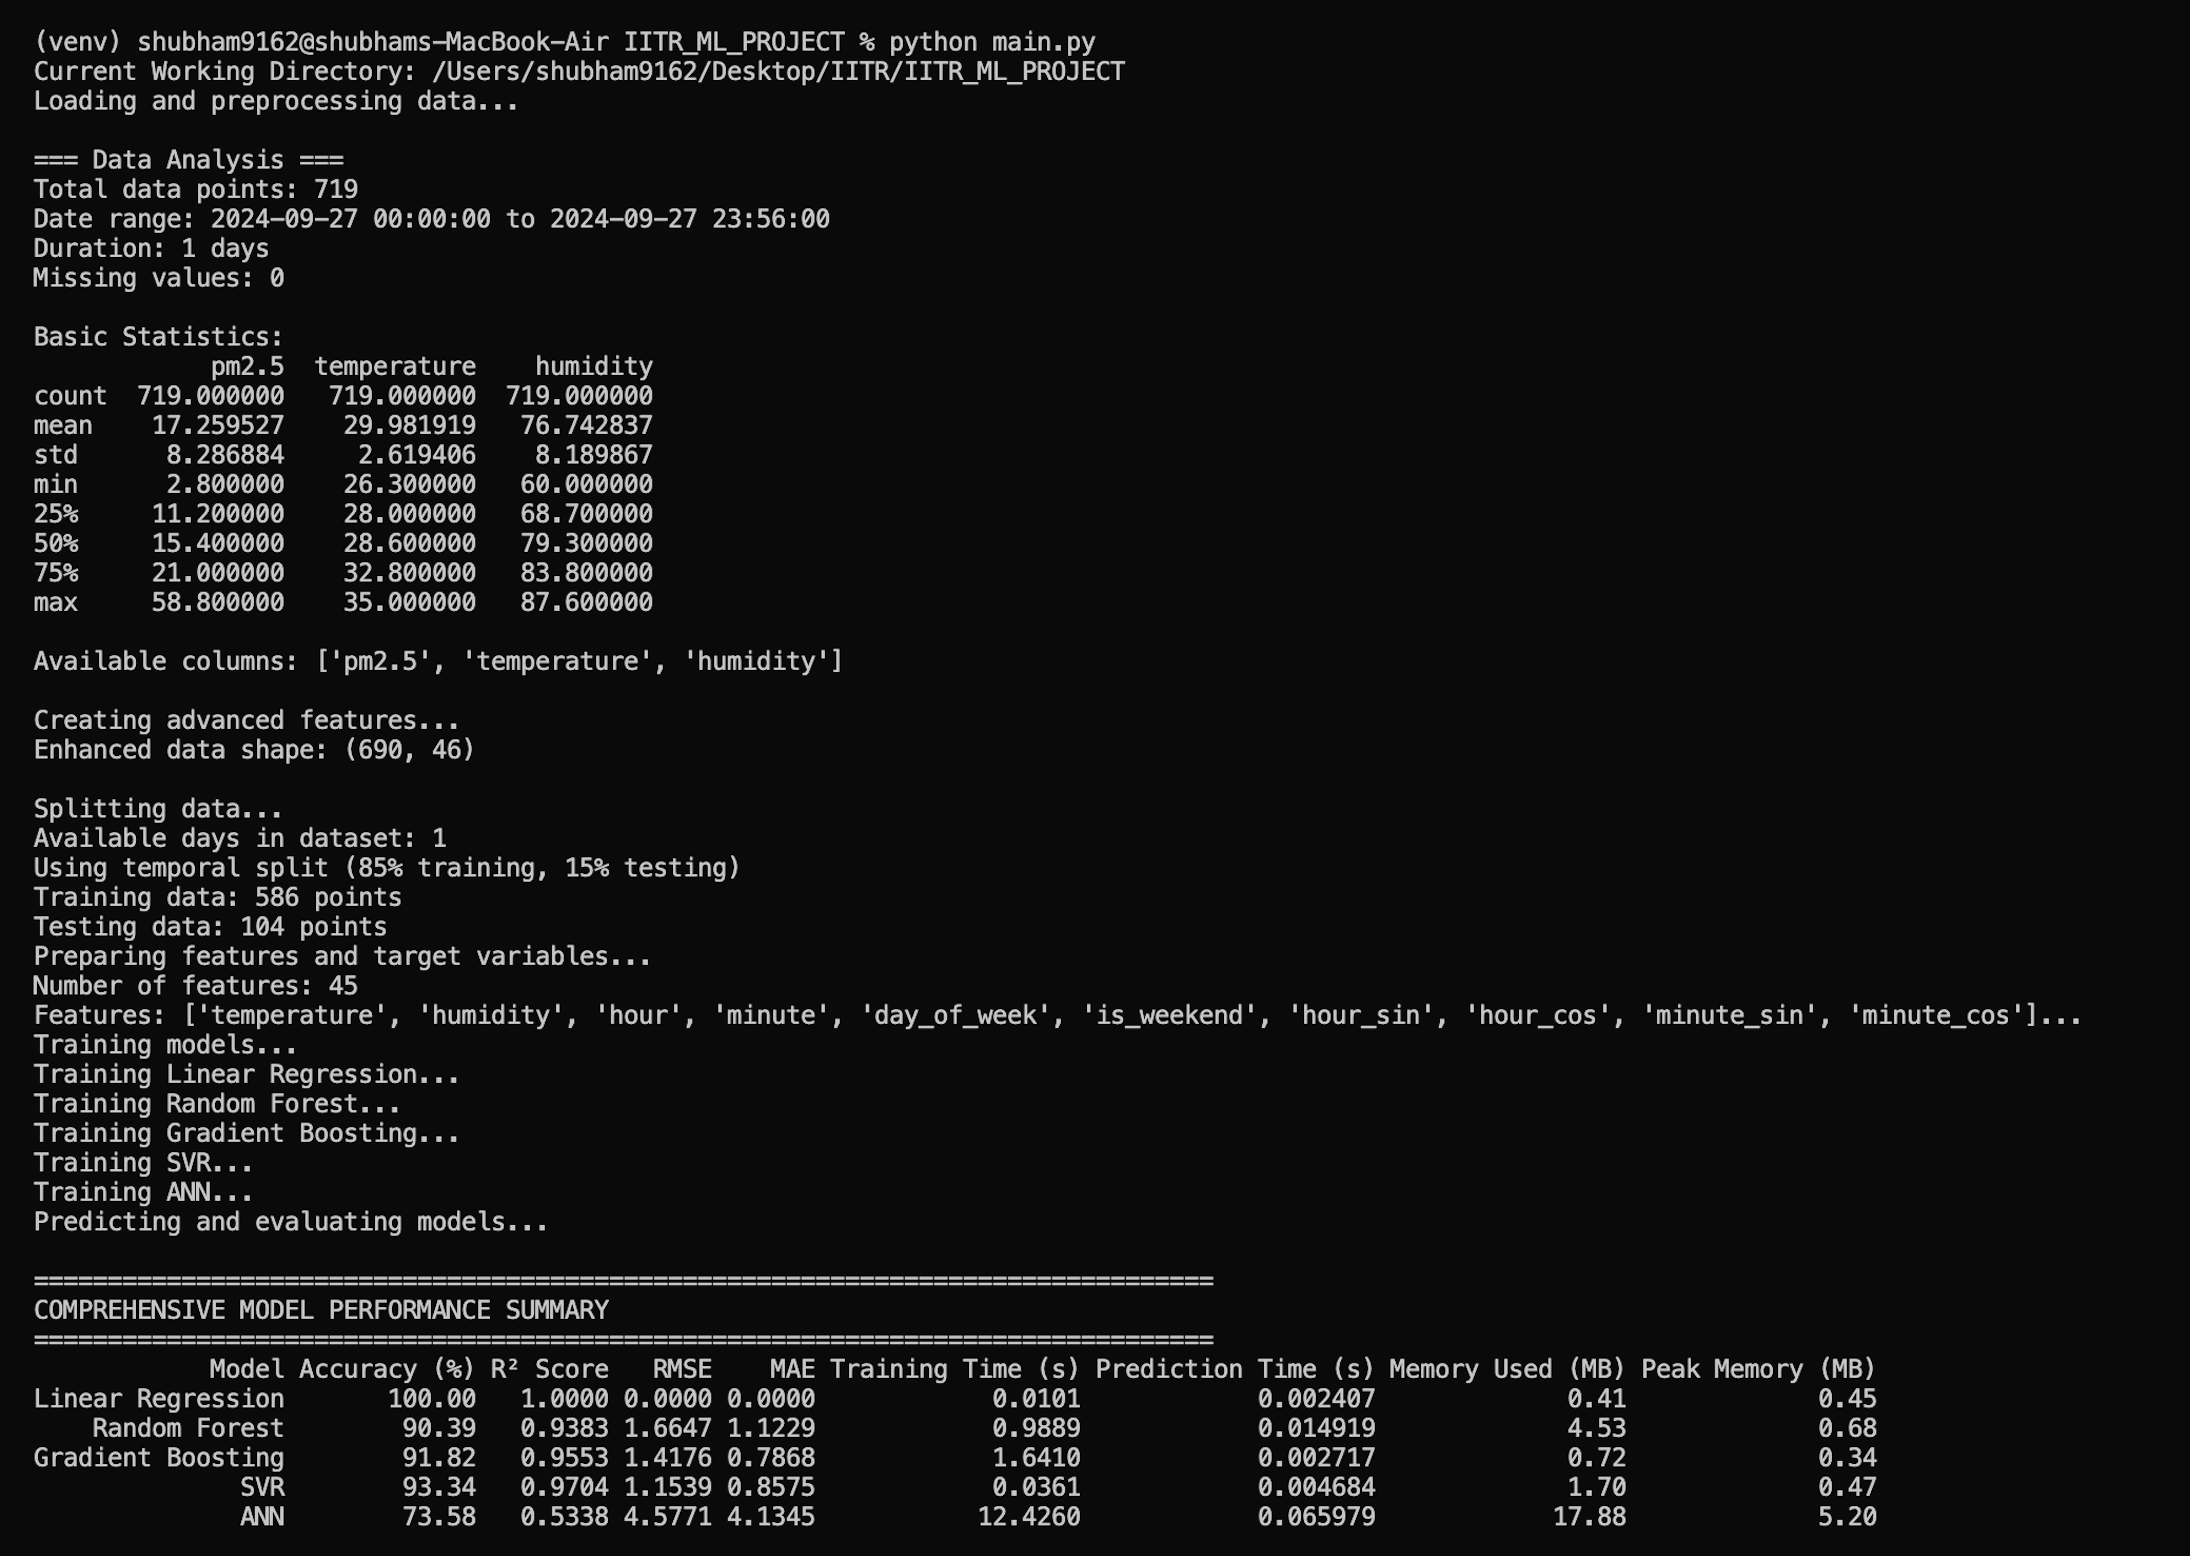 (venv) shubham9162@shubhams-MacBook-Air IITR_ML_PROJECT % python main.py
Current Working Directory: /Users/shubham9162/Desktop/IITR/IITR_ML_PROJECT
Loading and preprocessing data...

=== Data Analysis ===
Total data points: 719
Date range: 2024-09-27 00:00:00 to 2024-09-27 23:56:00
Duration: 1 days
Missing values: 0

Basic Statistics:
            pm2.5  temperature    humidity
count  719.000000   719.000000  719.000000
mean    17.259527    29.981919   76.742837
std      8.286884     2.619406    8.189867
min      2.800000    26.300000   60.000000
25%     11.200000    28.000000   68.700000
50%     15.400000    28.600000   79.300000
75%     21.000000    32.800000   83.800000
max     58.800000    35.000000   87.600000

Available columns: ['pm2.5', 'temperature', 'humidity']

Creating advanced features...
Enhanced data shape: (690, 46)

Splitting data...
Available days in dataset: 1
Using temporal split (85% training, 15% testing)
Training data: 586 points
Testing data: 104 points
Preparing features and target variables...
Number of features: 45
Features: ['temperature', 'humidity', 'hour', 'minute', 'day_of_week', 'is_weekend', 'hour_sin', 'hour_cos', 'minute_sin', 'minute_cos']...
Training models...
Training Linear Regression...
Training Random Forest...
Training Gradient Boosting...
Training SVR...
Training ANN...
Predicting and evaluating models...

================================================================================
COMPREHENSIVE MODEL PERFORMANCE SUMMARY
================================================================================
            Model Accuracy (%) R² Score   RMSE    MAE Training Time (s) Prediction Time (s) Memory Used (MB) Peak Memory (MB)
Linear Regression       100.00   1.0000 0.0000 0.0000            0.0101            0.002407             0.41             0.45
    Random Forest        90.39   0.9383 1.6647 1.1229            0.9889            0.014919             4.53             0.68
Gradient Boosting        91.82   0.9553 1.4176 0.7868            1.6410            0.002717             0.72             0.34
              SVR        93.34   0.9704 1.1539 0.8575            0.0361            0.004684             1.70             0.47
              ANN        73.58   0.5338 4.5771 4.1345           12.4260            0.065979            17.88             5.20